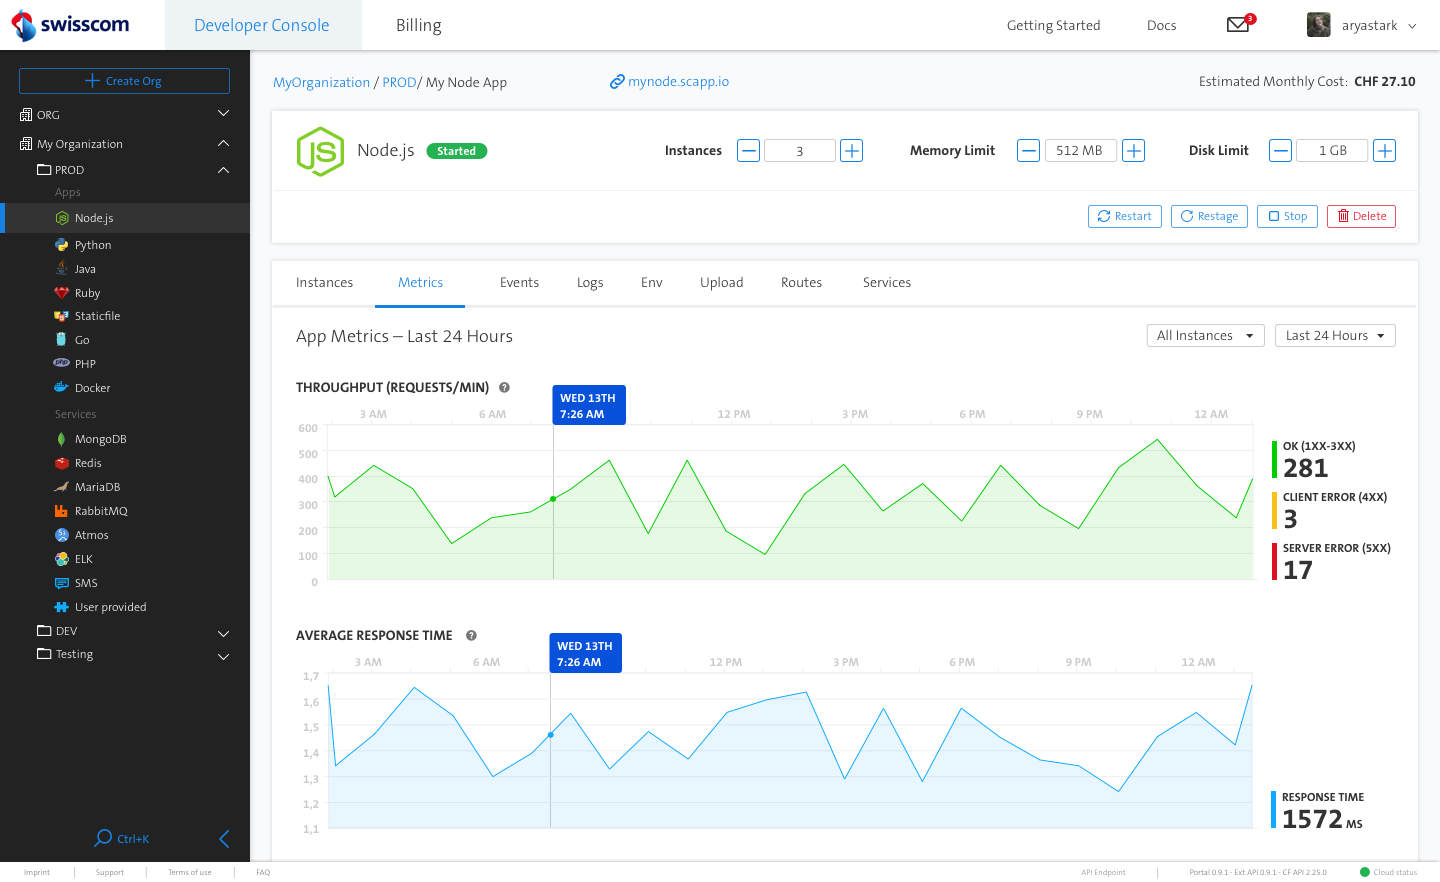 swisscom
Developer Console
Billing
Getting Started
Docs
3
aryastark
Create Org
ORG
My Organization
PROD
Apps
Node.js
Python
Java
Ruby
Staticfile
Go
php
PHP
Docker
Services
MongoDB
Redis
MariaDB
RabbitMQ
Atmos
ELK
SMS
User provided
DEV
Testing
Ctrl+K
MyOrganization / PROD/ My Node App
mynode.scapp.io
Estimated Monthly Cost: CHF 27.10
JS
Node.js
Started
Instances
3
Memory Limit
512 MB
Disk Limit
1 GB
Restart
Restage
Stop
Delete
Instances
Metrics
Events
Logs
Env
Upload
Routes
Services
App Metrics – Last 24 Hours
All Instances
Last 24 Hours
THROUGHPUT (REQUESTS/MIN) ?
WED 13TH
7:26 AM
3 AM 6 AM 12 PM 3 PM 6 PM 9 PM 12 AM
600
500
400
300
200
100
0
OK (1XX-3XX)
281
CLIENT ERROR (4XX)
3
SERVER ERROR (5XX)
17
AVERAGE RESPONSE TIME ?
WED 13TH
7:26 AM
3 AM 6 AM 12 PM 3 PM 6 PM 9 PM 12 AM
1,7
1,6
1,5
1,4
1,3
1,2
1,1
RESPONSE TIME
1572 MS
Imprint
Support
Terms of use
FAQ
API Endpoint
Portal 0.9.1 - Ext API 0.9.1 - CF API 2.25.0
Cloud status